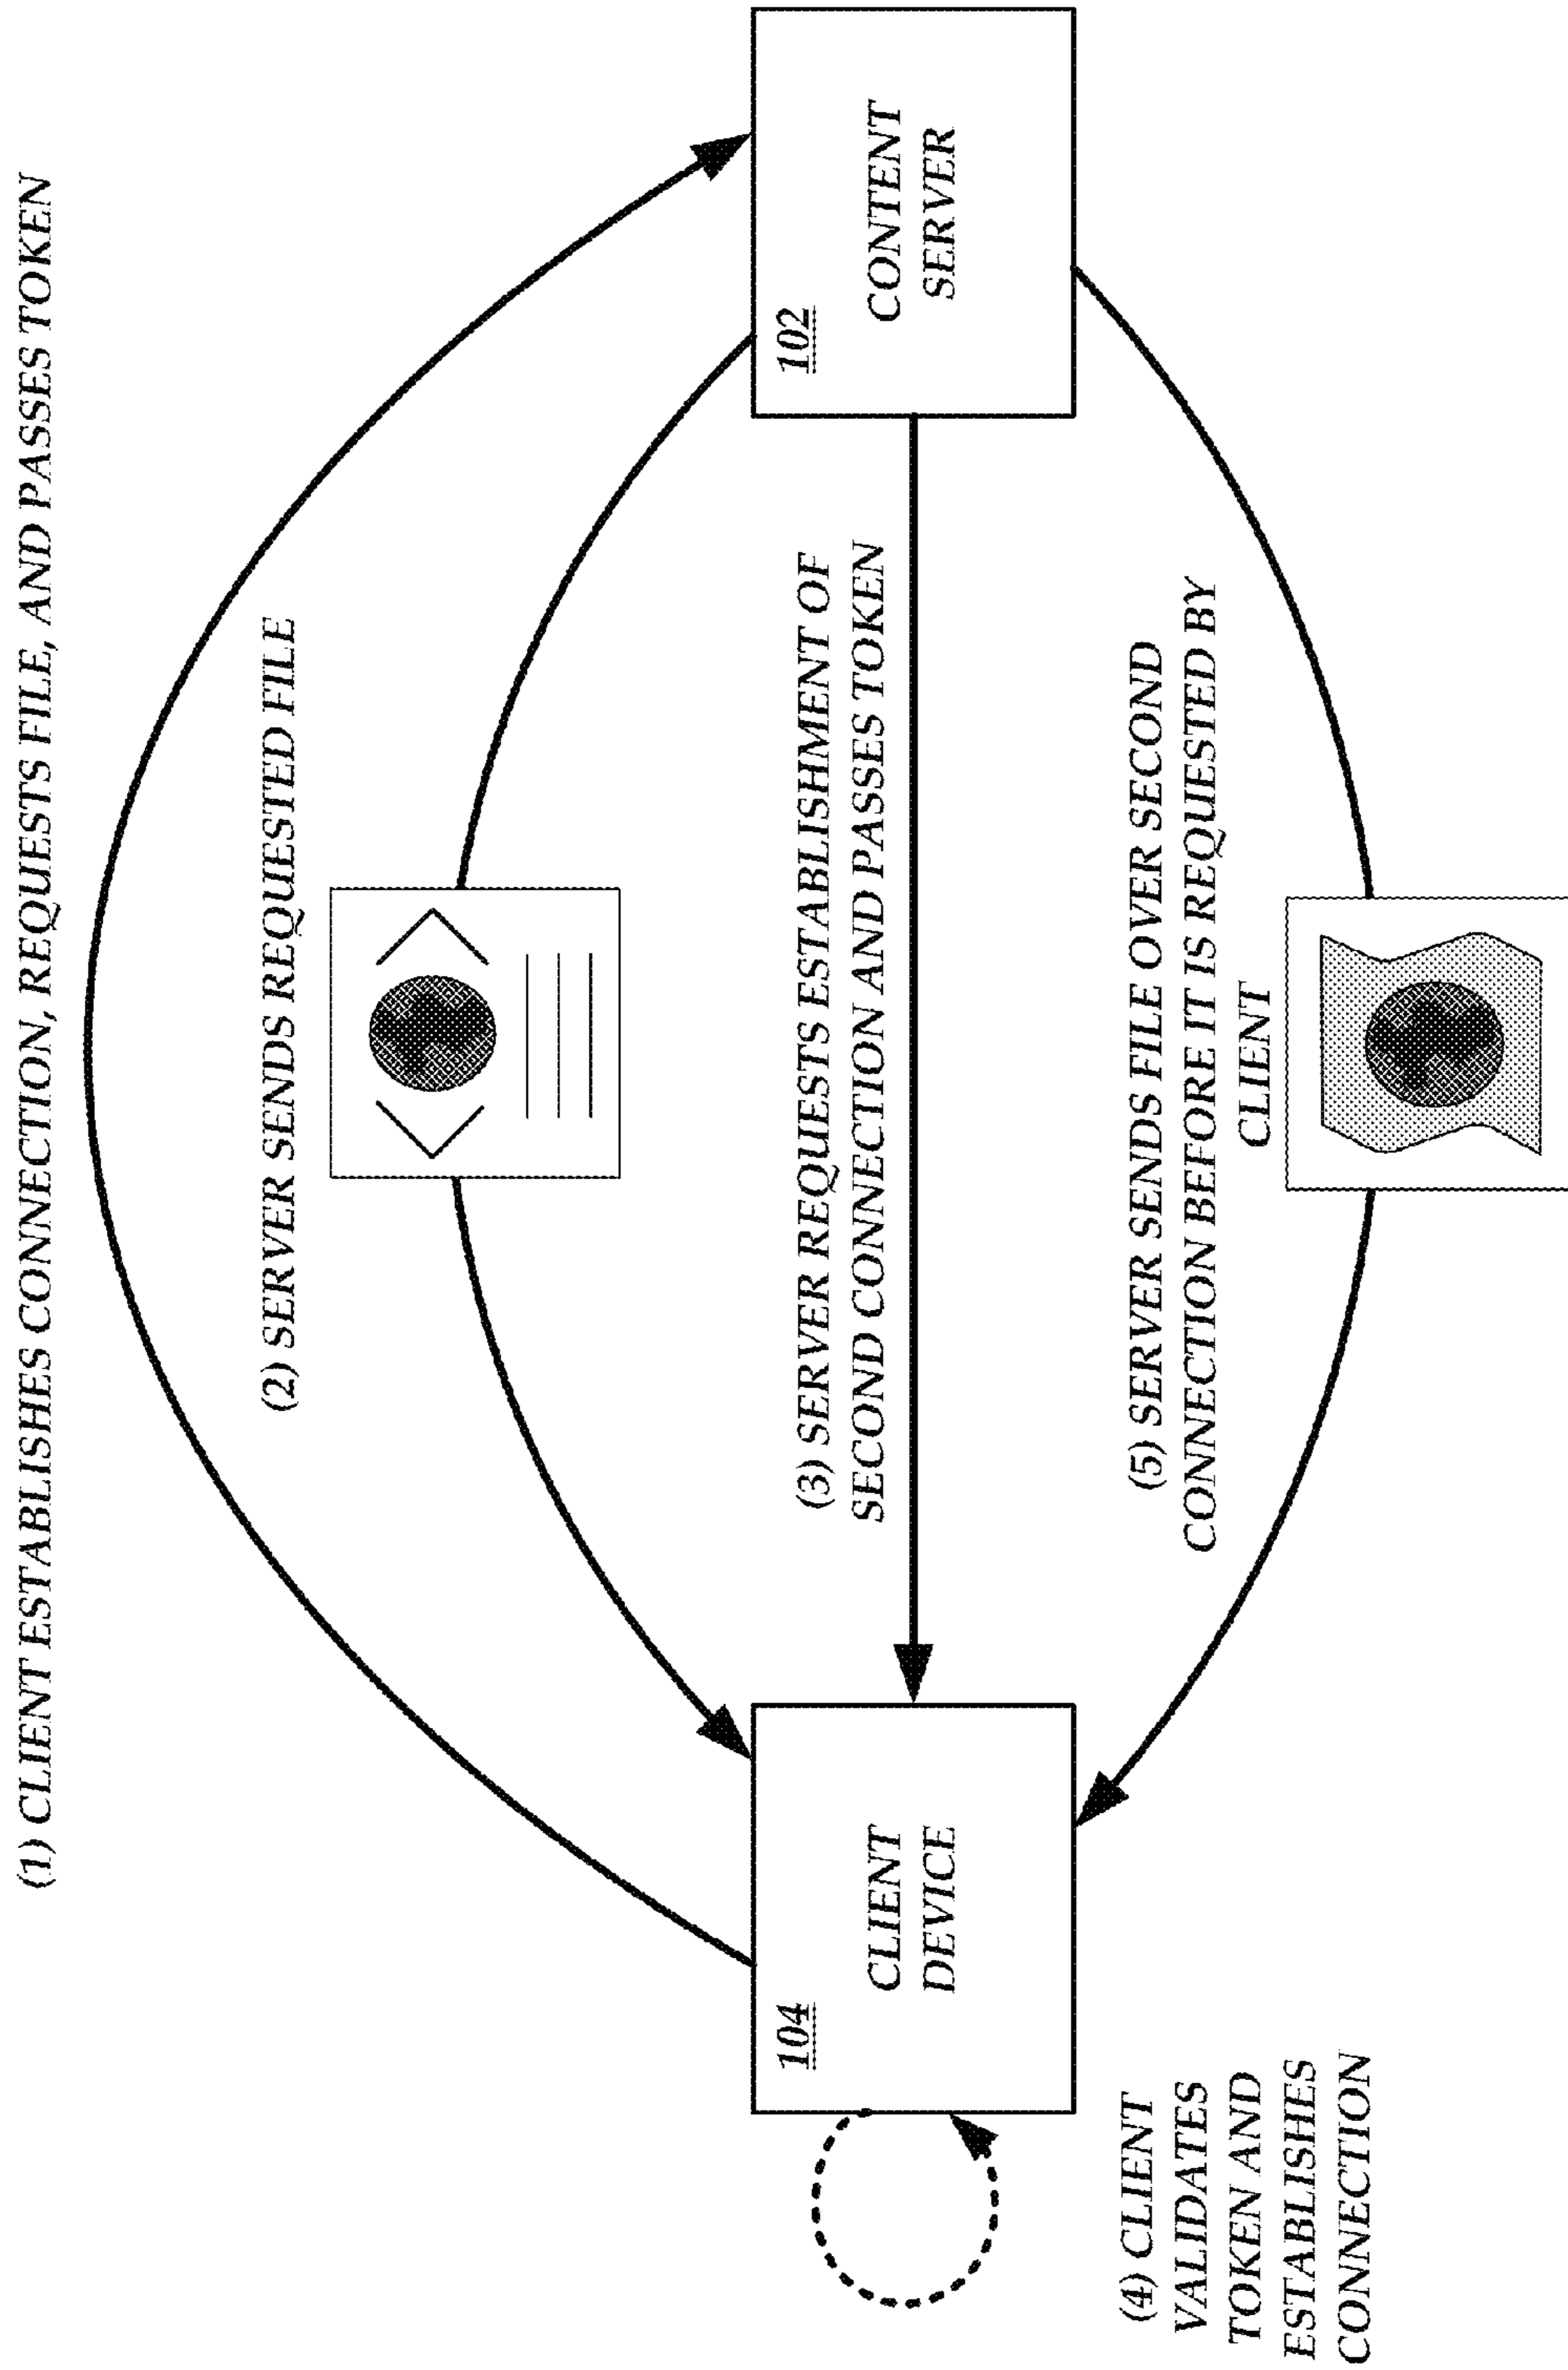 (1) CLIENT ESTABLISHES CONNECTION, REQUESTS FILE, AND PASSES TOKEN
(2) SERVER SENDS REQUESTED FILE
104
CLIENT
DEVICE
(3) SERVER REQUESTS ESTABLISHMENT OF
SECOND CONNECTION AND PASSES TOKEN
102
CONTENT
SERVER
(4) CLIENT
VALIDATES
TOKEN AND
ESTABLISHES
CONNECTION
(5) SERVER SENDS FILE OVER SECOND
CONNECTION BEFORE IT IS REQUESTED BY
CLIENT